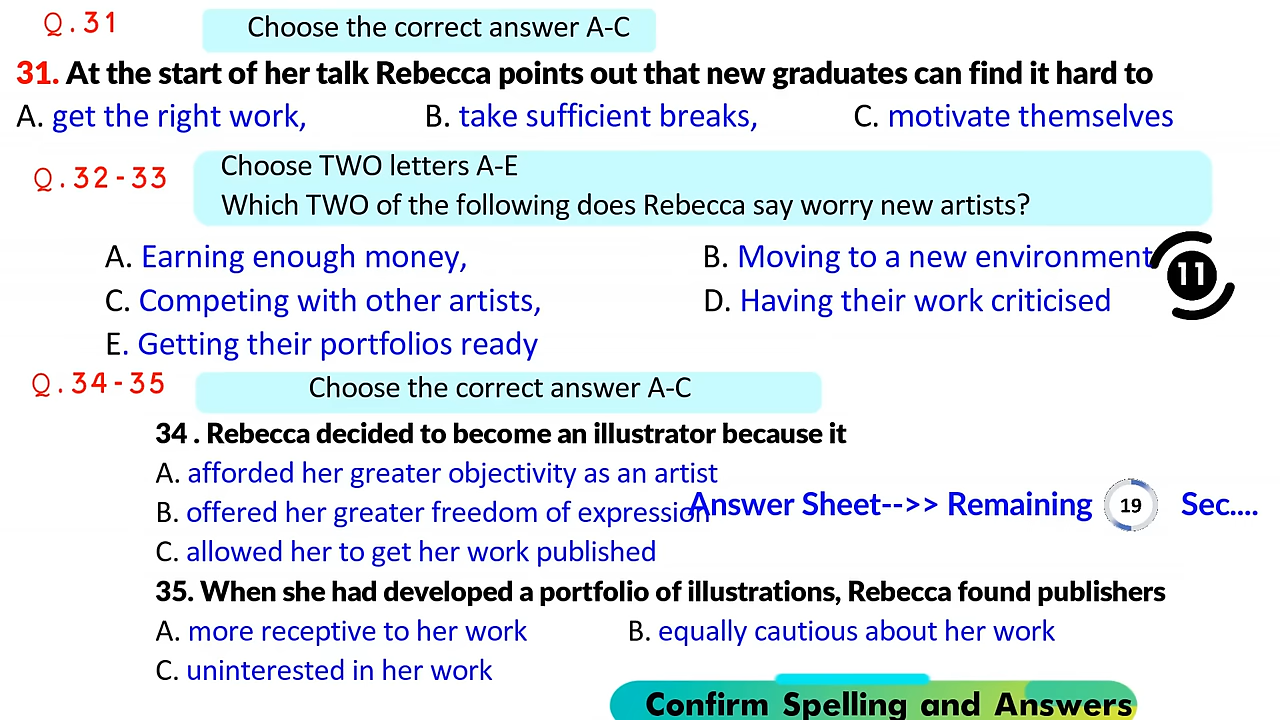 Q.31 Choose the correct answer A-C
31. At the start of her talk Rebecca points out that new graduates can find it hard to
A. get the right work, B. take sufficient breaks, C. motivate themselves
Q.32-33 Choose TWO letters A-E
Which TWO of the following does Rebecca say worry new artists?
A. Earning enough money, B. Moving to a new environment
11
C. Competing with other artists, D. Having their work criticised
E. Getting their portfolios ready
Q.34-35 Choose the correct answer A-C
34 . Rebecca decided to become an illustrator because it
A. afforded her greater objectivity as an artist
B. offered her greater freedom of expression
Answer Sheet-->> Remaining 19 Sec....
C. allowed her to get her work published
35. When she had developed a portfolio of illustrations, Rebecca found publishers
A. more receptive to her work B. equally cautious about her work
C. uninterested in her work
Confirm Spelling and Answers